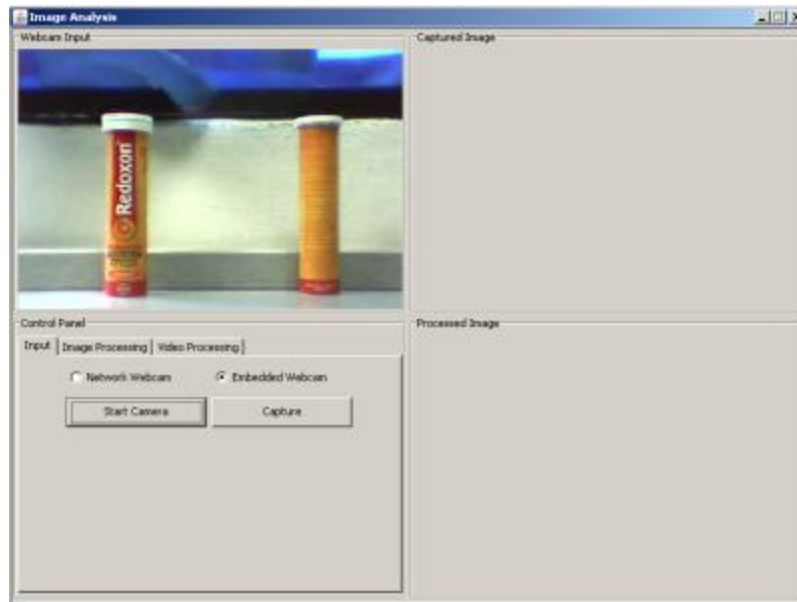 Image Analysis
Webcam Input
Captured Image
Redoxon
Control Panel
Processed Image
Input Image Processing Video Processing
Network Webcam Embedded Webcam
Start Camera Capture